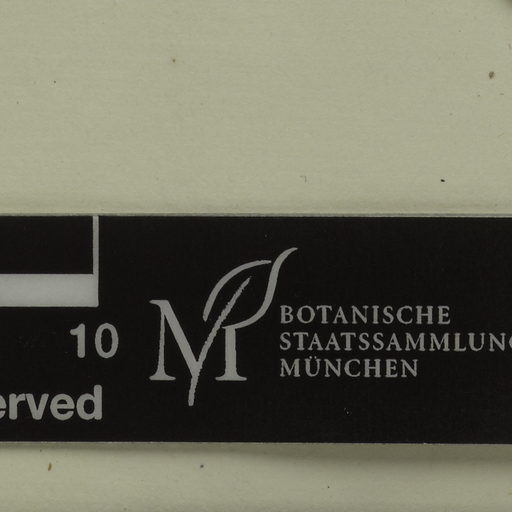 10
erved
BOTANISCHE
STAATSSAMMLUNG
MÜNCHEN